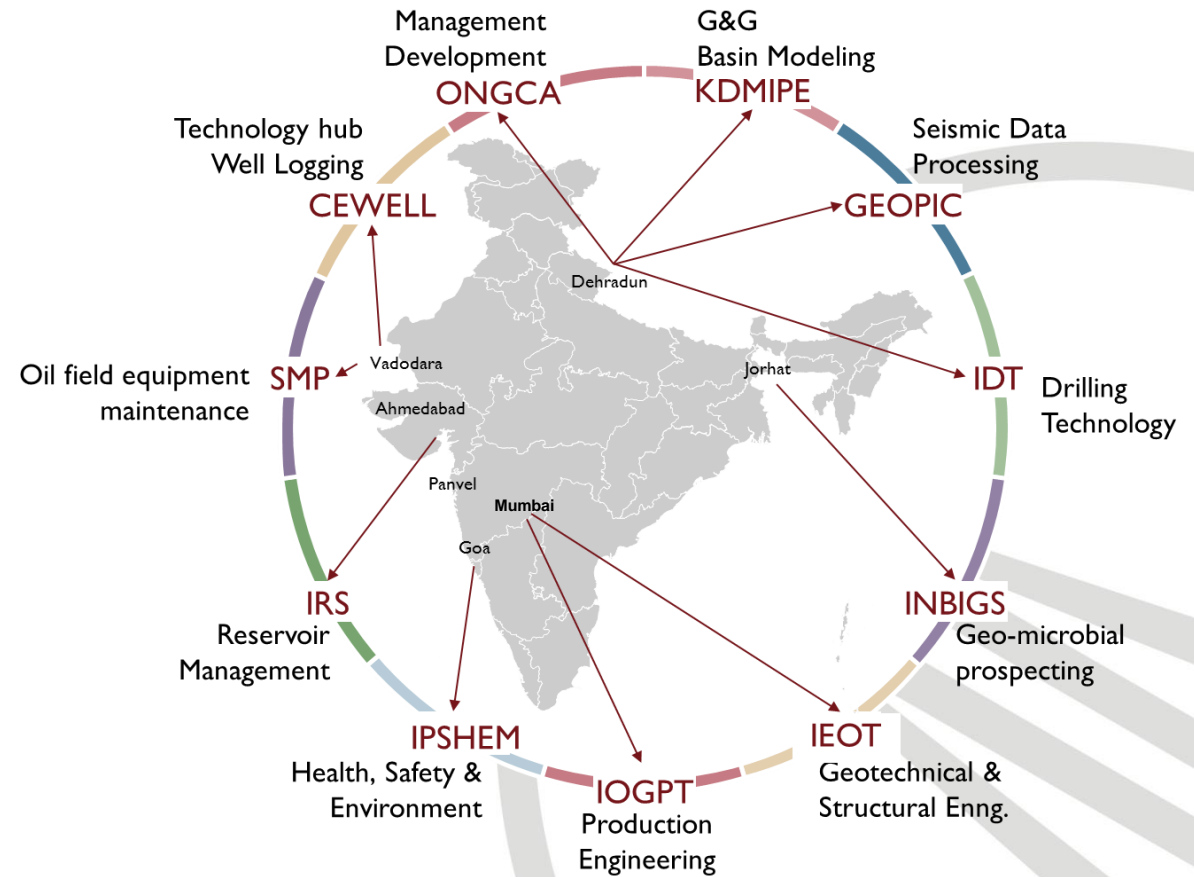 Management
Development
ONGCA
G&G
Basin Modeling
KDMIPE
Technology hub
Well Logging
CEWELL
Seismic Data
Processing
GEOPIC
Dehradun
Vadodara
Jorhat
Oil field equipment
maintenance
SMP
IDT
Drilling
Technology
Ahmedabad
Panvel
Mumbai
Goa
IRS
Reservoir
Management
INBIGS
Geo-microbial
prospecting
IPSHEM
Health, Safety &
Environment
IOGPT
Production
Engineering
IEOT
Geotechnical &
Structural Enng.